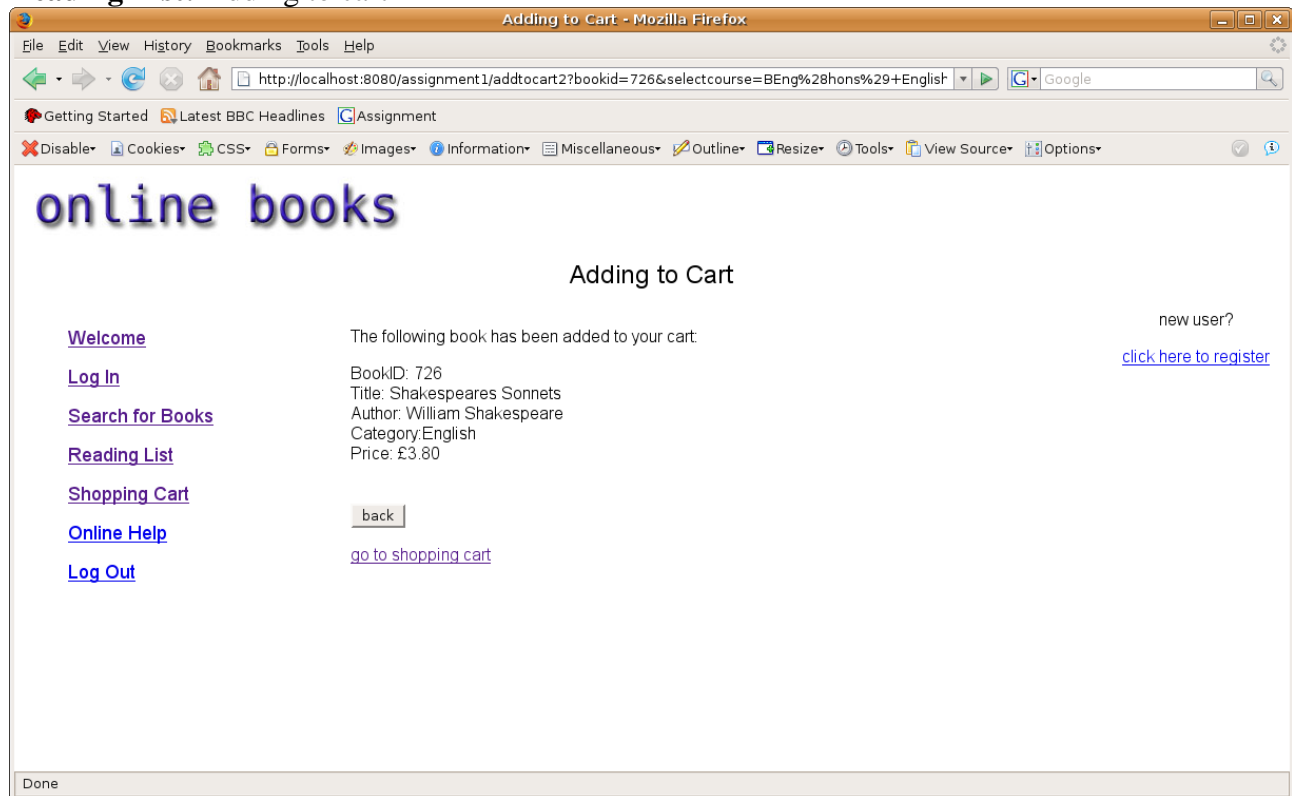 Adding to Cart - Mozilla Firefox
File Edit View History Bookmarks Tools Help
http://localhost:8080/assignment1/addtocart2?bookid=726&selectcourse=BEng%28hons%29+English G Google
Getting Started Latest BBC Headlines G Assignment
Disable Cookies CSS Forms Images Information Miscellaneous Outline Resize Tools View Source Options
online books
Adding to Cart
new user?
click here to register
Welcome
Log In
Search for Books
Reading List
Shopping Cart
Online Help
Log Out
The following book has been added to your cart:
BookID: 726
Title: Shakespeares Sonnets
Author: William Shakespeare
Category:English
Price: £3.80
back
go to shopping cart
Done